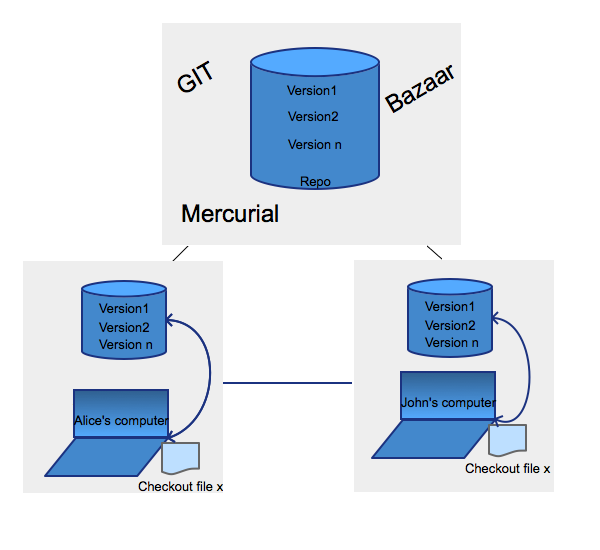 GIT
Bazaar
Version1
Version2
Version n
Repo
Mercurial
Version1
Version2
Version n
Alice's computer
Checkout file x
Version1
Version2
Version n
John's computer
Checkout file x